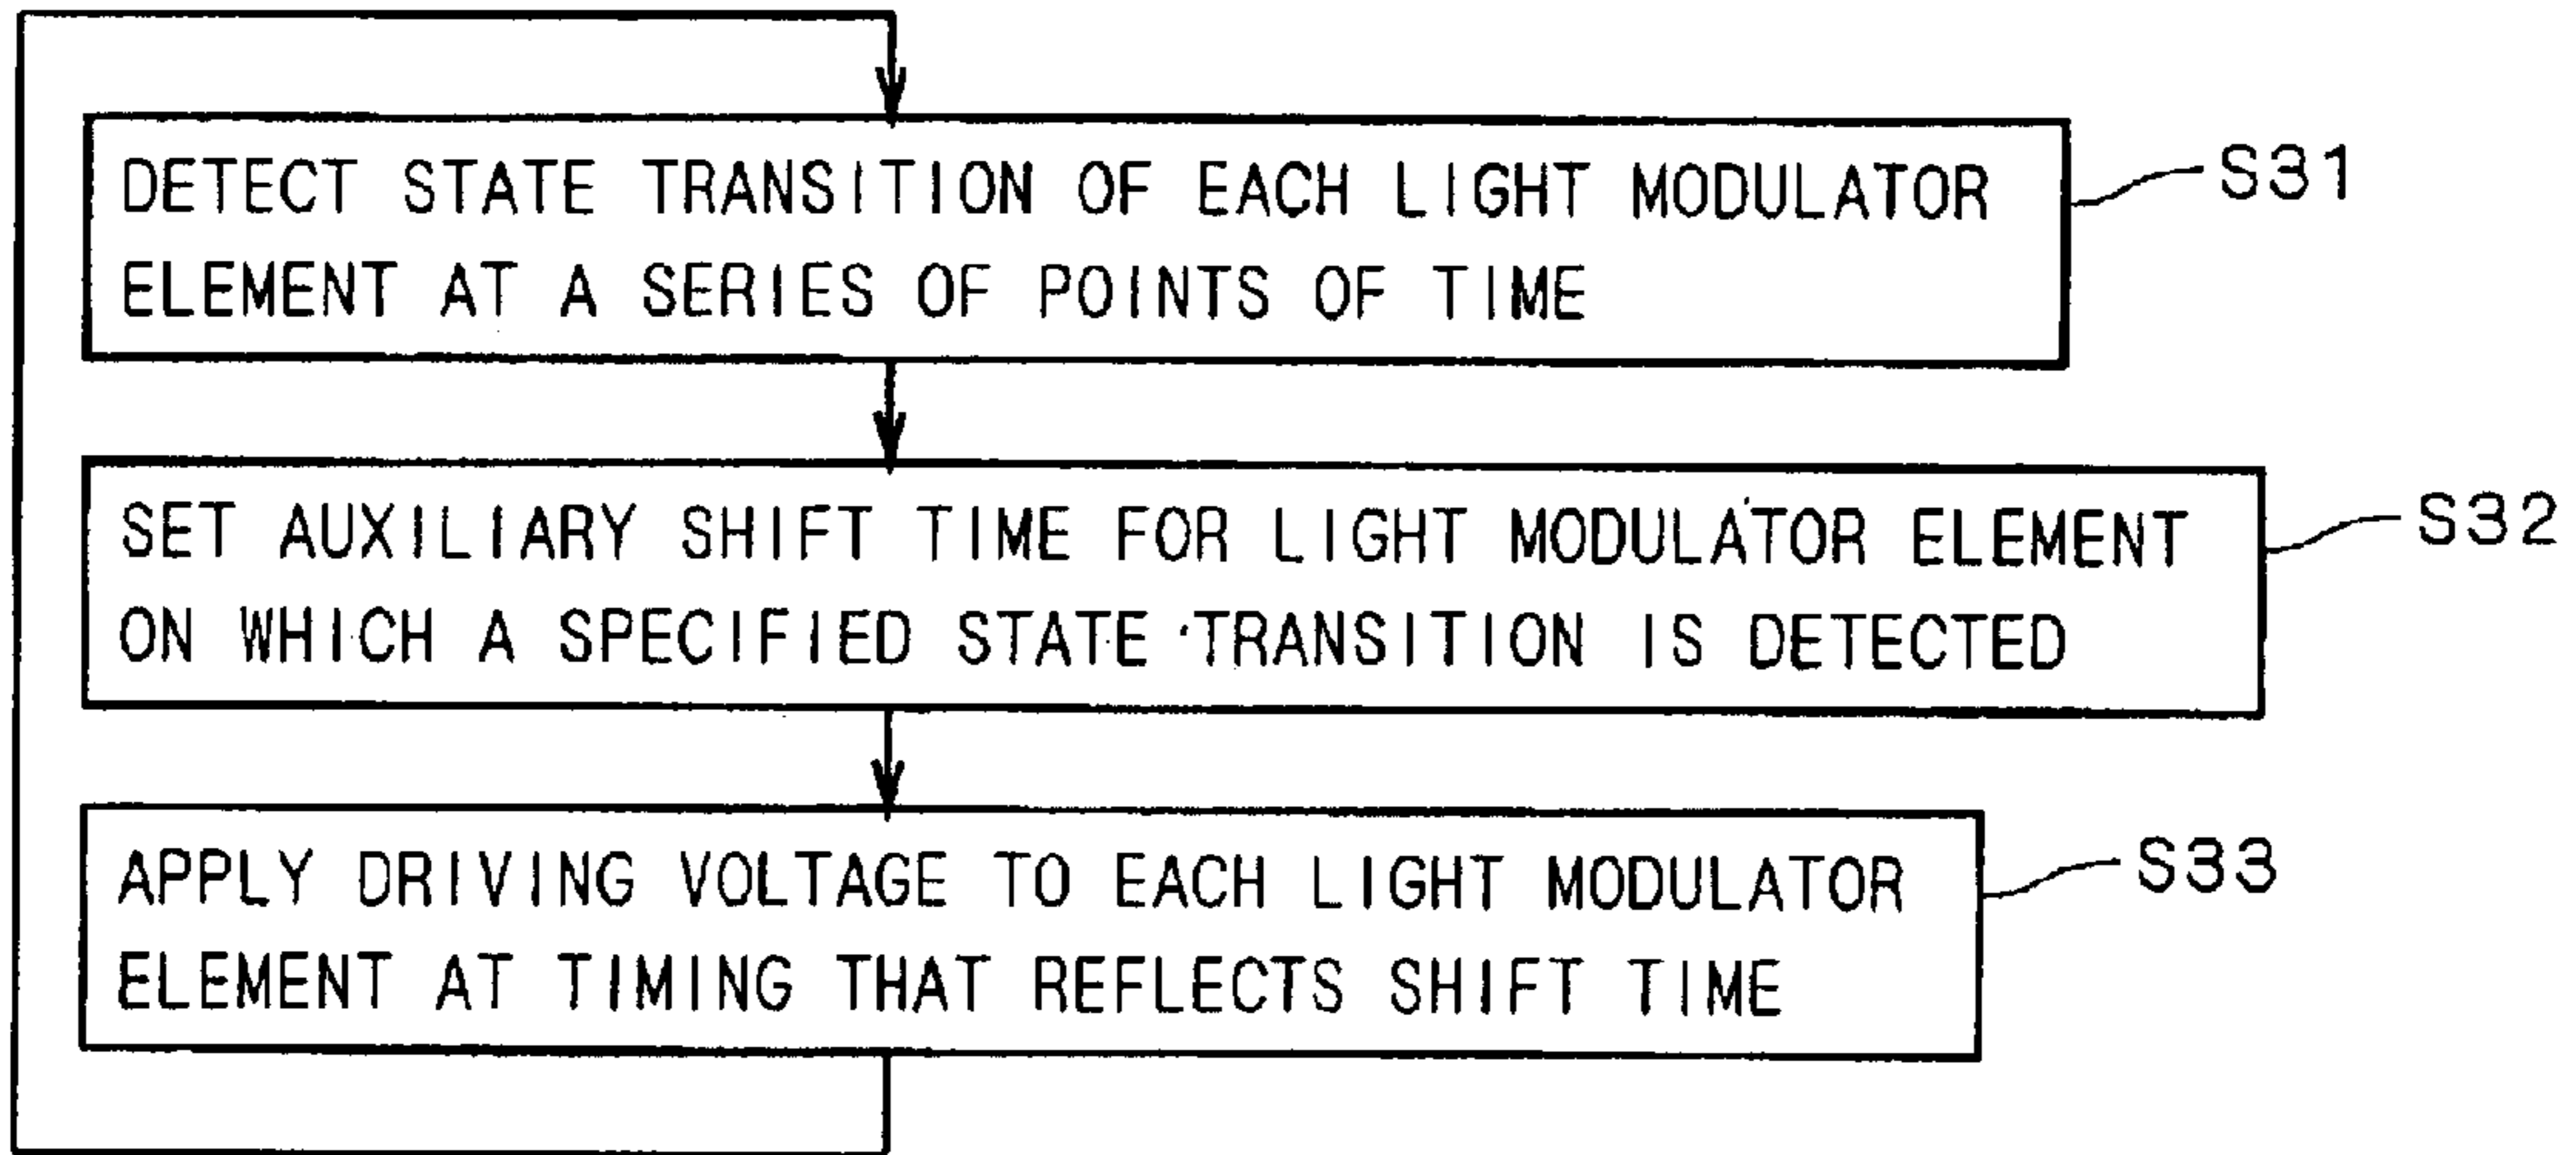 DETECT STATE TRANSITION OF EACH LIGHT MODULATOR
ELEMENT AT A SERIES OF POINTS OF TIME
S31
SET AUXILIARY SHIFT TIME FOR LIGHT MODULATOR ELEMENT
ON WHICH A SPECIFIED STATE TRANSITION IS DETECTED
S32
APPLY DRIVING VOLTAGE TO EACH LIGHT MODULATOR
ELEMENT AT TIMING THAT REFLECTS SHIFT TIME
S33